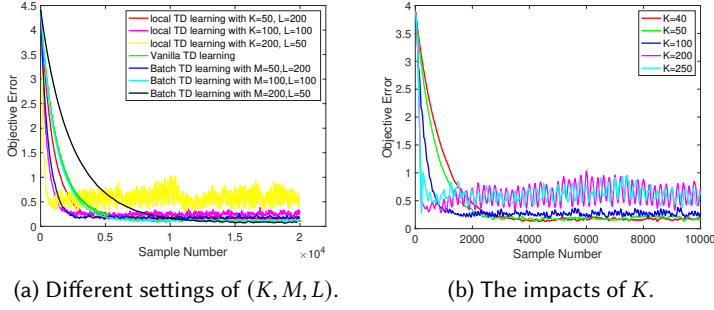 4.5
4
3.5
3
2.5
2
1.5
1
0.5
0
Objective Error
local TD learning with K=50, L=200
local TD learning with K=100, L=100
local TD learning with K=200, L=50
Vanilla TD learning
Batch TD learning with M=50,L=200
Batch TD learning with M=100,L=100
Batch TD learning with M=200,L=50
0 0.5 1 1.5 2
Sample Number
× 10⁴
(a) Different settings of (K, M, L).
4
3.5
3
2.5
2
1.5
1
0.5
0
Objective Error
K=40
K=50
K=100
K=200
K=250
0 2000 4000 6000 8000 10000
Sample Number
(b) The impacts of K.